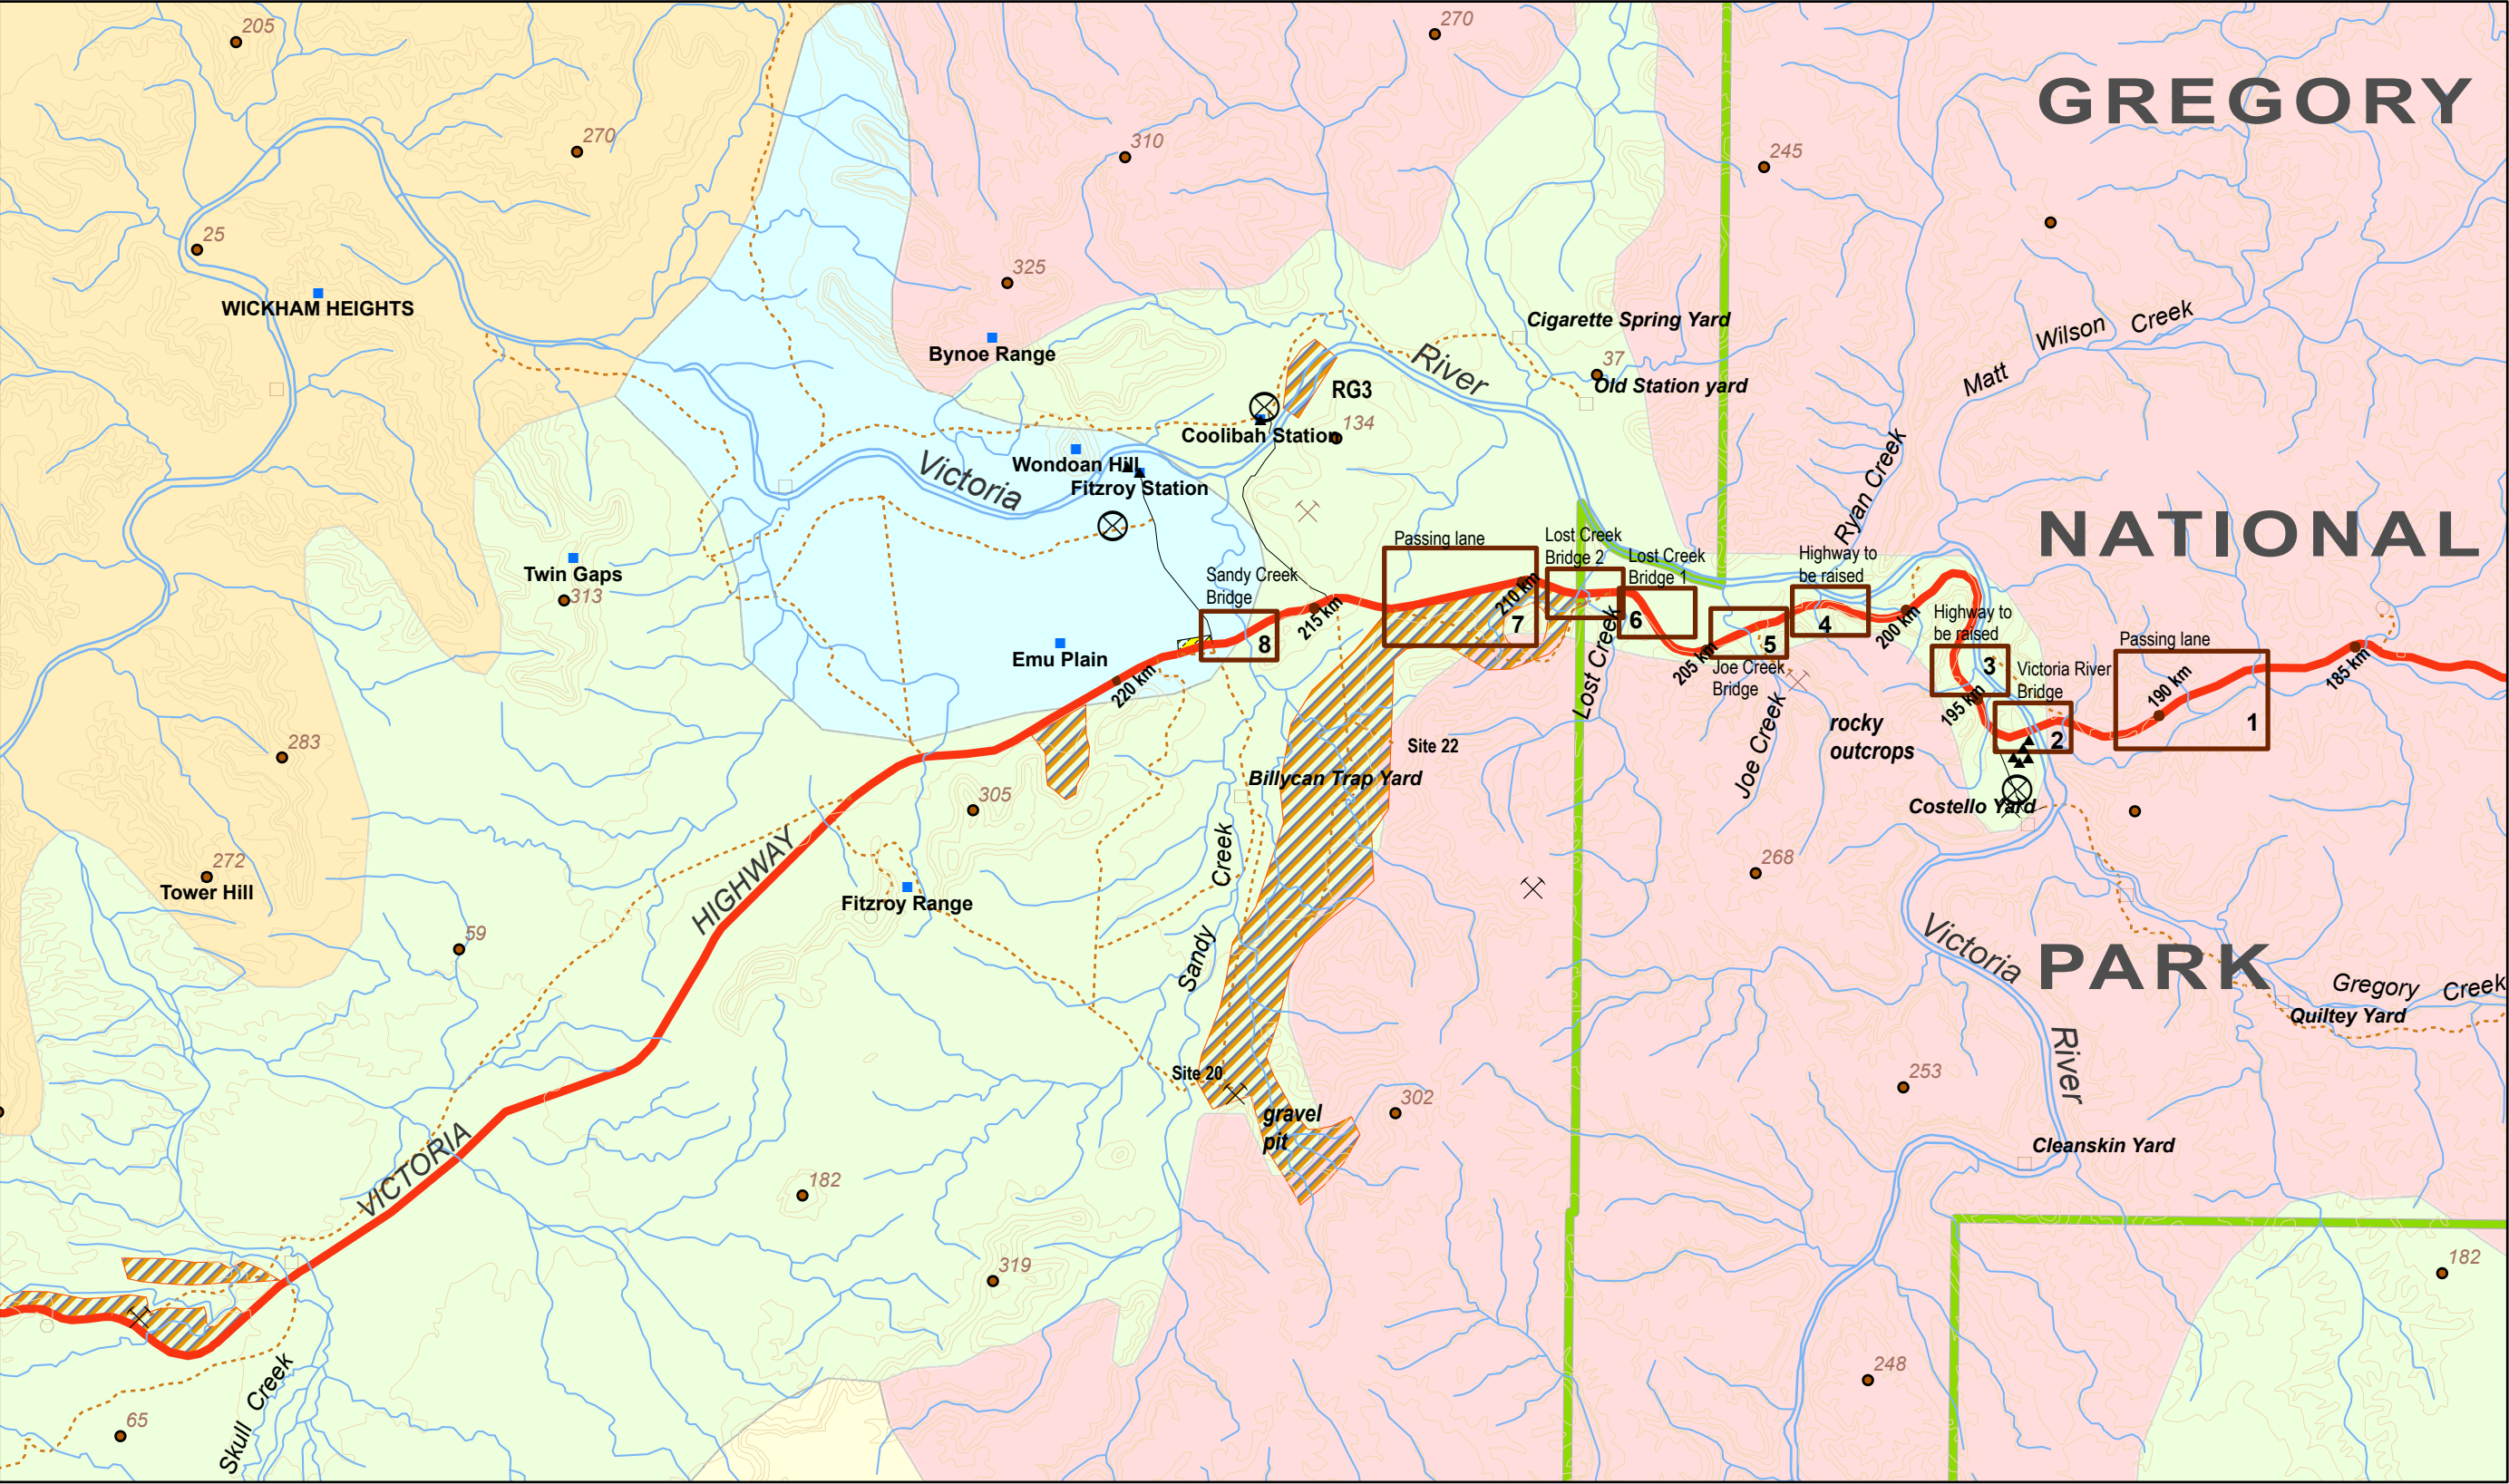 205
270
GREGORY
270
310
245
25
325
WICKHAM HEIGHTS
Bynoe Range
Cigarette Spring Yard
Matt Wilson Creek
River
37
Old Station yard
RG3
134
Coolibah Station
Wondoan Hill
Fitzroy Station
Victoria
Ryan Creek
NATIONAL
Twin Gaps
313
Passing lane
Lost Creek
Bridge 2
Lost Creek
Bridge 1
Highway to
be raised
Sandy Creek
Bridge
215 km
210 km
7
6
5
4
200 km
Highway to
be raised
3
8
Emu Plain
220 km
Lost Creek
205 km
Joe Creek
Bridge
Victoria River
Bridge
195 km
2
Passing lane
190 km
1
185 km
283
Site 22
rocky
outcrops
Billycan Trap Yard
Joe Creek
Costello Yard
305
HIGHWAY
272
Tower Hill
Fitzroy Range
Sandy Creek
268
59
Victoria
PARK
Gregory Creek
Quiltey Yard
River
Site 20
gravel
pit
302
253
VICTORIA
Cleanskin Yard
182
319
182
Skull Creek
248
65